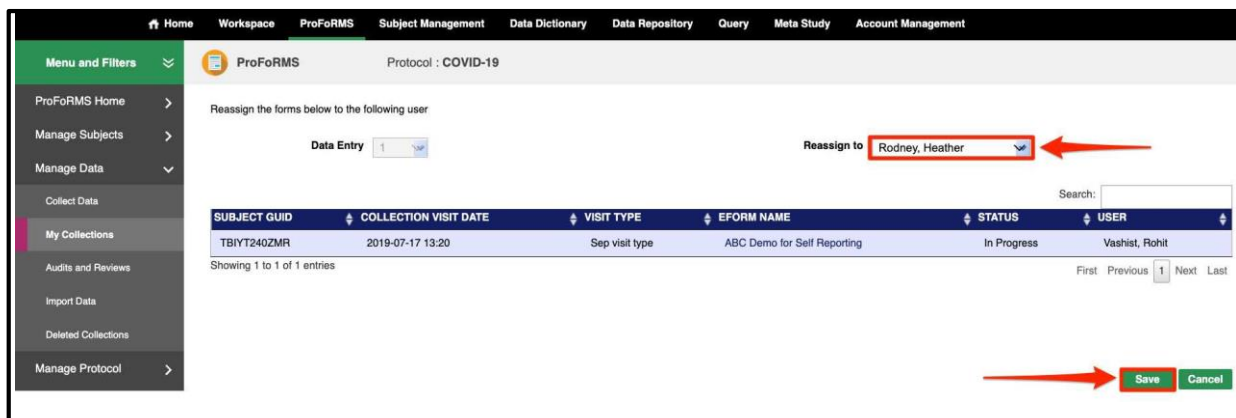 Home Workspace ProFoRMS Subject Management Data Dictionary Data Repository Query Meta Study Account Management
Menu and Filters
ProFoRMS Protocol : COVID-19
ProFoRMS Home
Reassign the forms below to the following user
Manage Subjects
Data Entry 1 Reassign to Rodney, Heather
Manage Data
Collect Data
Search:
SUBJECT GUID COLLECTION VISIT DATE VISIT TYPE EFORM NAME STATUS USER
My Collections
TBIYT240ZMR 2019-07-17 13:20 Sep visit type ABC Demo for Self Reporting In Progress Vashist, Rohit
Showing 1 to 1 of 1 entries
First Previous 1 Next Last
Audits and Reviews
Import Data
Deleted Collections
Manage Protocol
Save Cancel